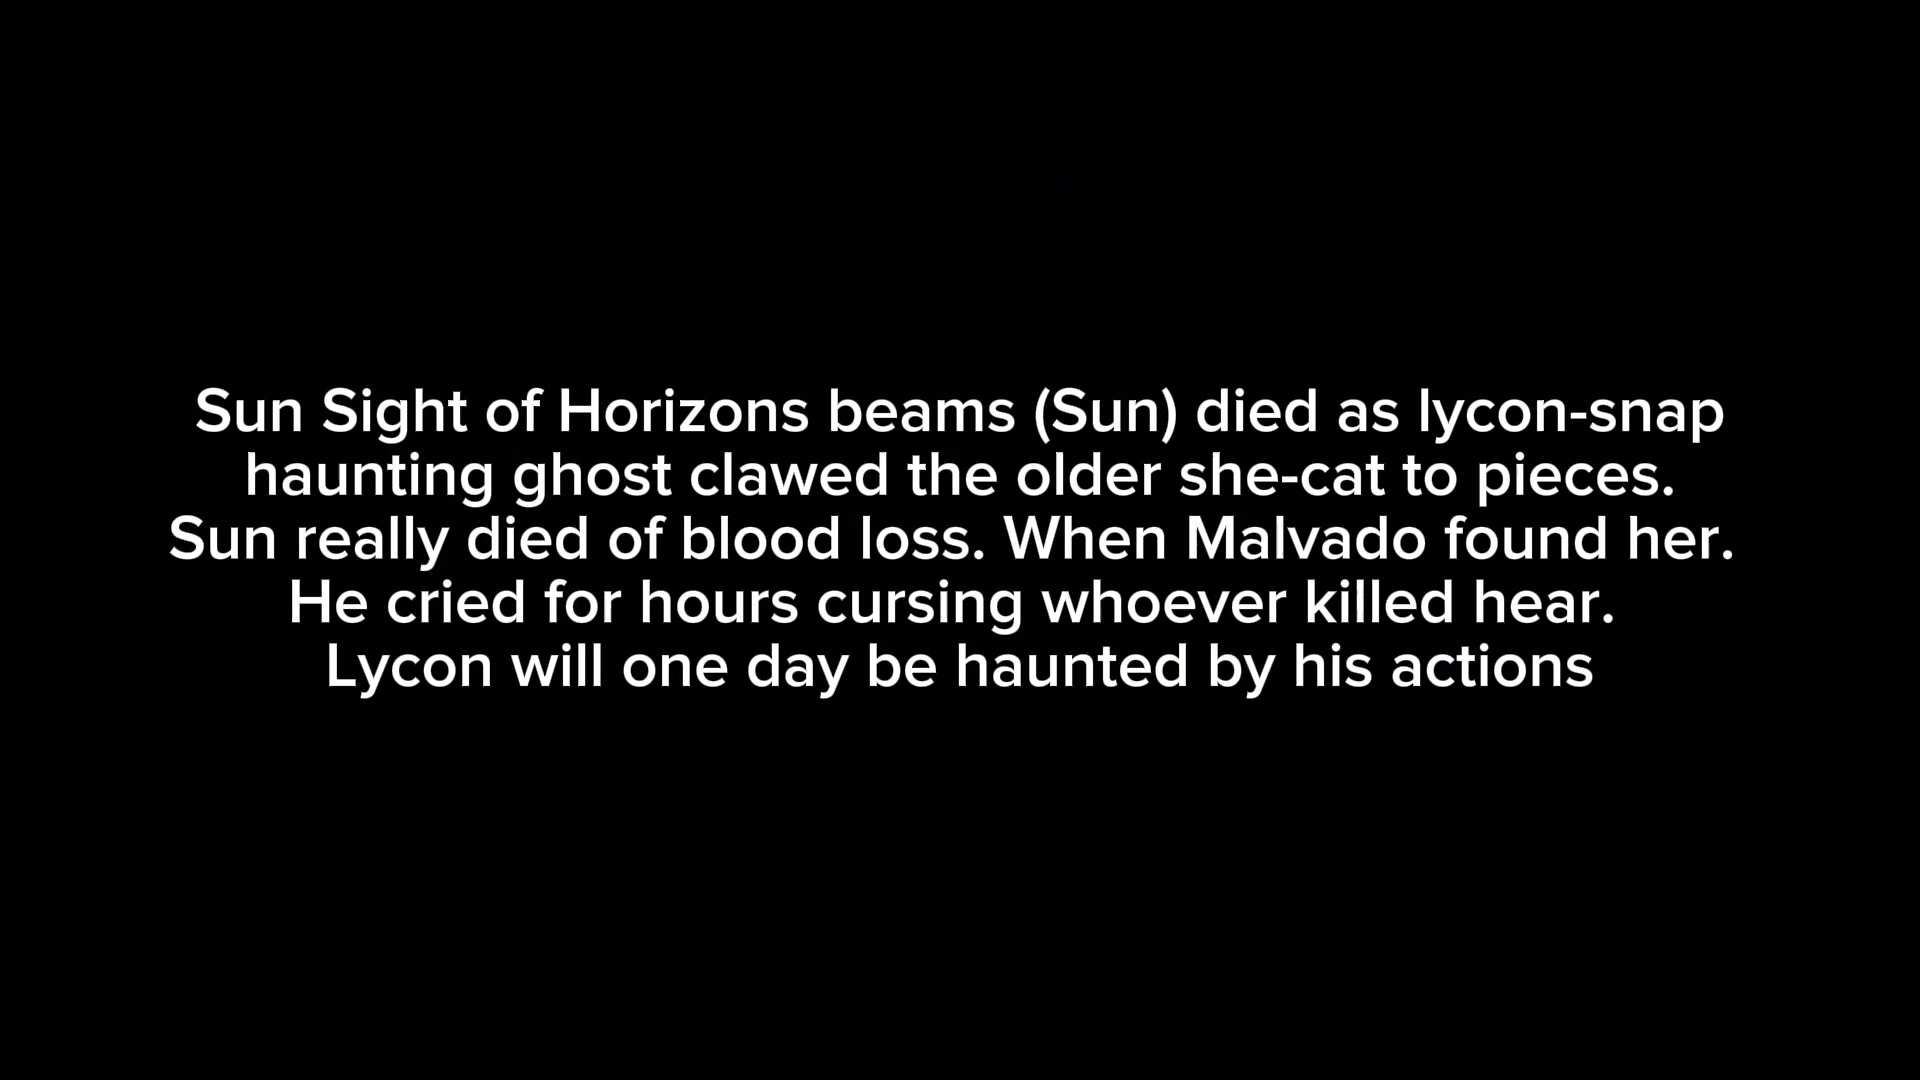 Sun Sight of Horizons beams (Sun) died as lycon-snap
haunting ghost clawed the older she-cat to pieces.
Sun really died of blood loss. When Malvado found her.
He cried for hours cursing whoever killed hear.
Lycon will one day be haunted by his actions